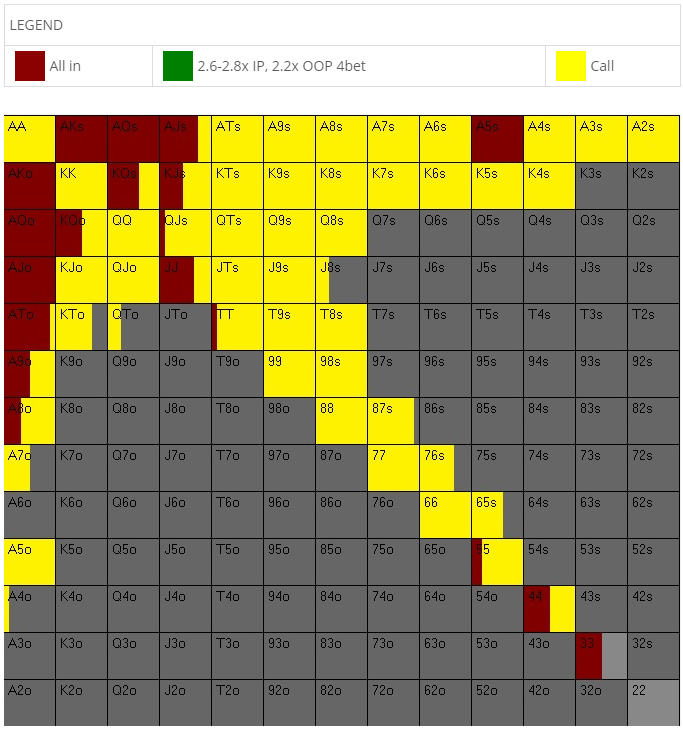 LEGEND
All in 2.6-2.8x IP, 2.2x OOP 4bet Call
AA AKs AQs AJs ATs A9s A8s A7s A6s A5s A4s A3s A2s
AKo KK KQs KJs KTs K9s K8s K7s K6s K5s K4s K3s K2s
AQo KQo QQ QJs QTs Q9s Q8s Q7s Q6s Q5s Q4s Q3s Q2s
AJo KJo QJo JJ JTs J9s J8s J7s J6s J5s J4s J3s J2s
ATo KTo QTo JTo TT T9s T8s T7s T6s T5s T4s T3s T2s
A9o K9o Q9o J9o T9o 99 98s 97s 96s 95s 94s 93s 92s
A8o K8o Q8o J8o T8o 98o 88 87s 86s 85s 84s 83s 82s
A7o K7o Q7o J7o T7o 97o 87o 77 76s 75s 74s 73s 72s
A6o K6o Q6o J6o T6o 96o 86o 76o 66 65s 64s 63s 62s
A5o K5o Q5o J5o T5o 95o 85o 75o 65o 55 54s 53s 52s
A4o K4o Q4o J4o T4o 94o 84o 74o 64o 54o 44 43s 42s
A3o K3o Q3o J3o T3o 93o 83o 73o 63o 53o 43o 33 32s
A2o K2o Q2o J2o T2o 92o 82o 72o 62o 52o 42o 32o 22